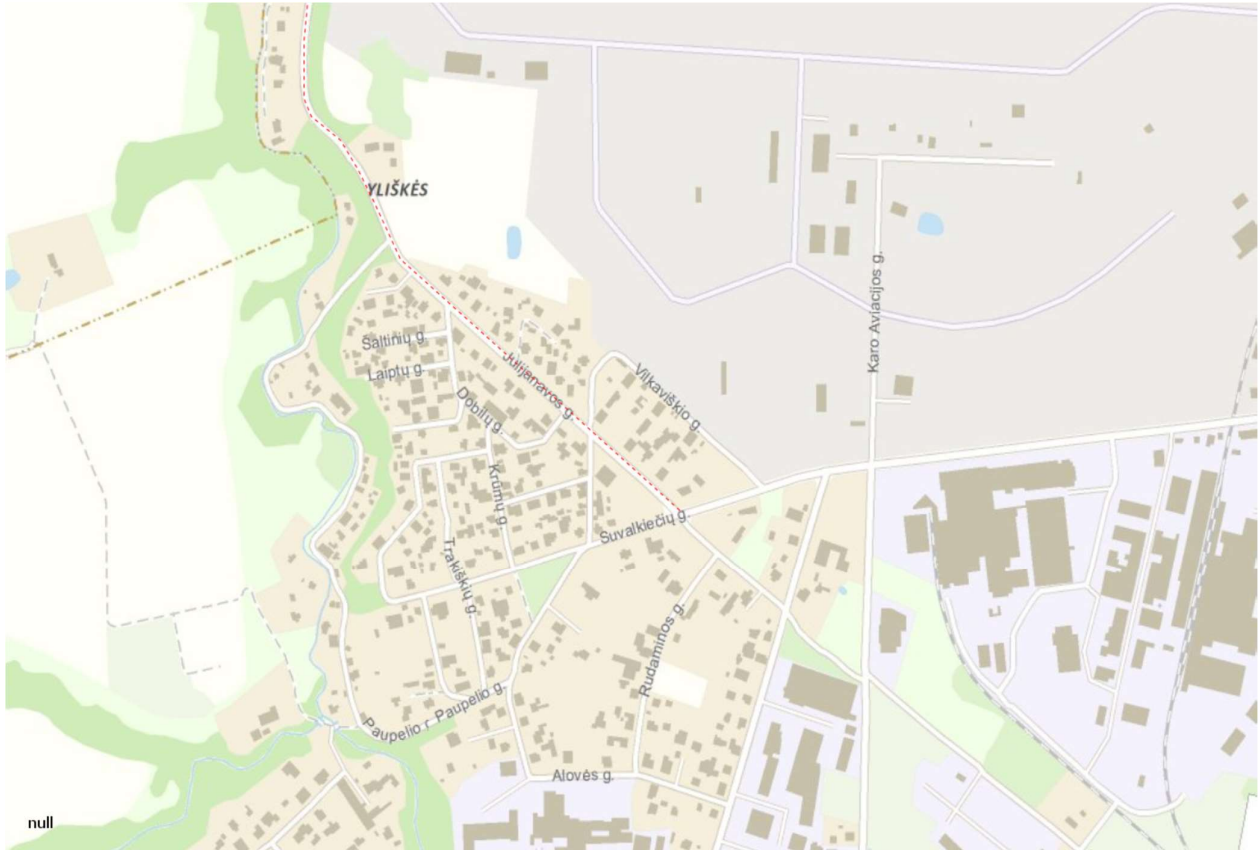 YLIŠKĖS
Karo Aviacijos g.
Šaltinių g.
Laiptų g.
Julijanavos g.
Vilkaviškio g.
Dobilų g.
Krūmų g.
Suvalkiečių g.
Trakiškių g.
Rudaminos g.
Paupelio r
Paupelio g.
Alovės g.
null